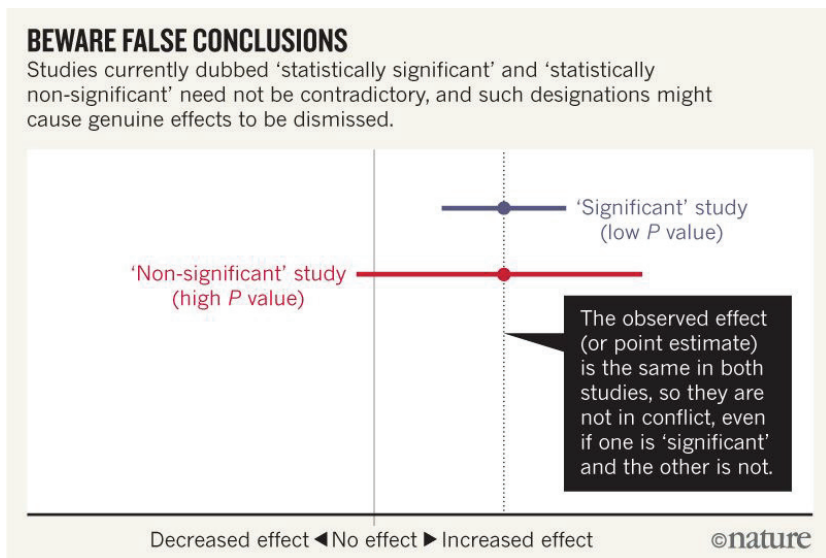 BEWARE FALSE CONCLUSIONS
Studies currently dubbed ‘statistically significant’ and ‘statistically
non-significant’ need not be contradictory, and such designations might
cause genuine effects to be dismissed.
‘Significant’ study
(low P value)
‘Non-significant’ study
(high P value)
The observed effect
(or point estimate)
is the same in both
studies, so they are
not in conflict, even
if one is ‘significant’
and the other is not.
Decreased effect ◀ No effect ▶ Increased effect
©nature